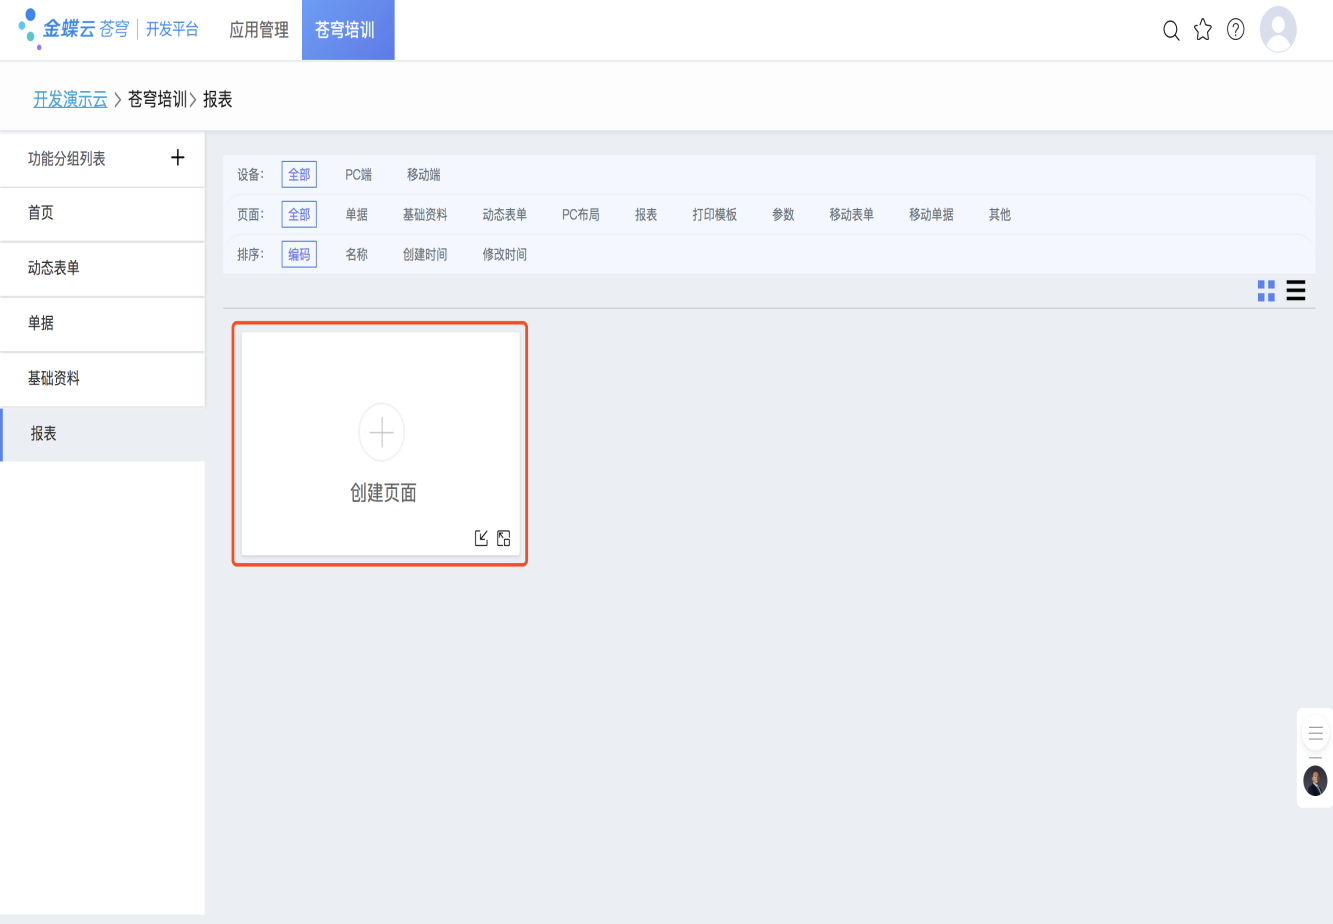 金蝶云 苍穹 开发平台 应用管理 苍穹培训
开发演示云 > 苍穹培训 > 报表
功能分组列表 +
首页
动态表单
单据
基础资料
报表
设备: 全部 PC端 移动端
页面: 全部 单据 基础资料 动态表单 PC布局 报表 打印模板 参数 移动表单 移动单据 其他
排序: 编码 名称 创建时间 修改时间
创建页面